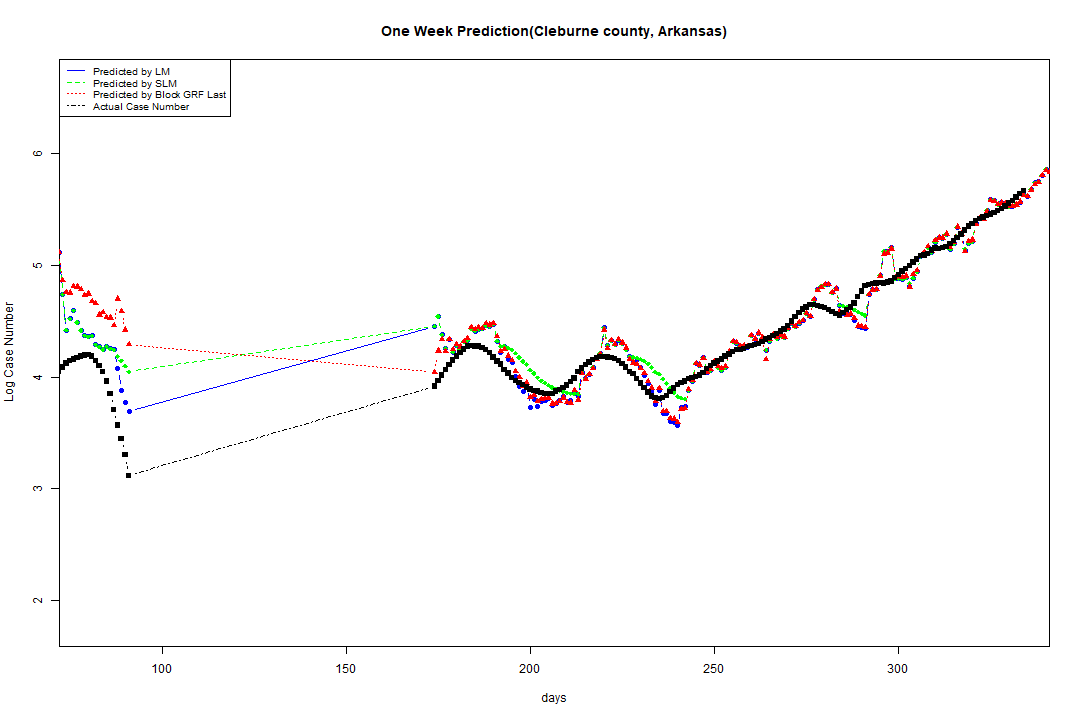 One Week Prediction(Cleburne county, Arkansas)
Predicted by LM
Predicted by SLM
Predicted by Block GRF Last
Actual Case Number
Log Case Number
6
5
4
3
2
100 150 200 250 300
days